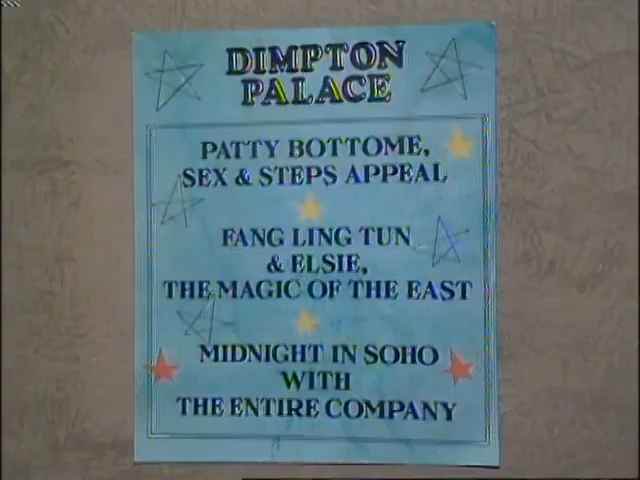 DIMPTON
PALACE
PATTY BOTTOME,
SEX & STEPS APPEAL
FANG LING TUN
& ELSIE,
THE MAGIC OF THE EAST
MIDNIGHT IN SOHO
WITH
THE ENTIRE COMPANY